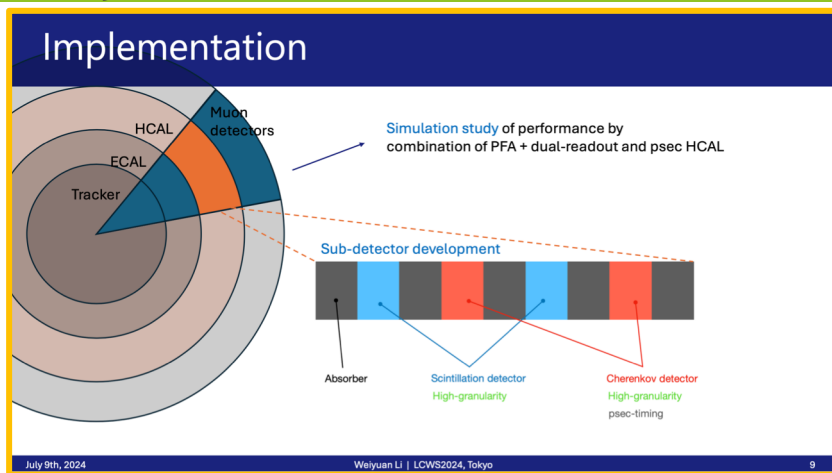 Implementation
Muon
detectors
HCAL
ECAL
Tracker
Simulation study of performance by
combination of PFA + dual-readout and psec HCAL
Sub-detector development
Absorber
Scintillation detector
High-granularity
Cherenkov detector
High-granularity
psec-timing
July 9th, 2024
Weiyuan Li | LCWS2024, Tokyo
9